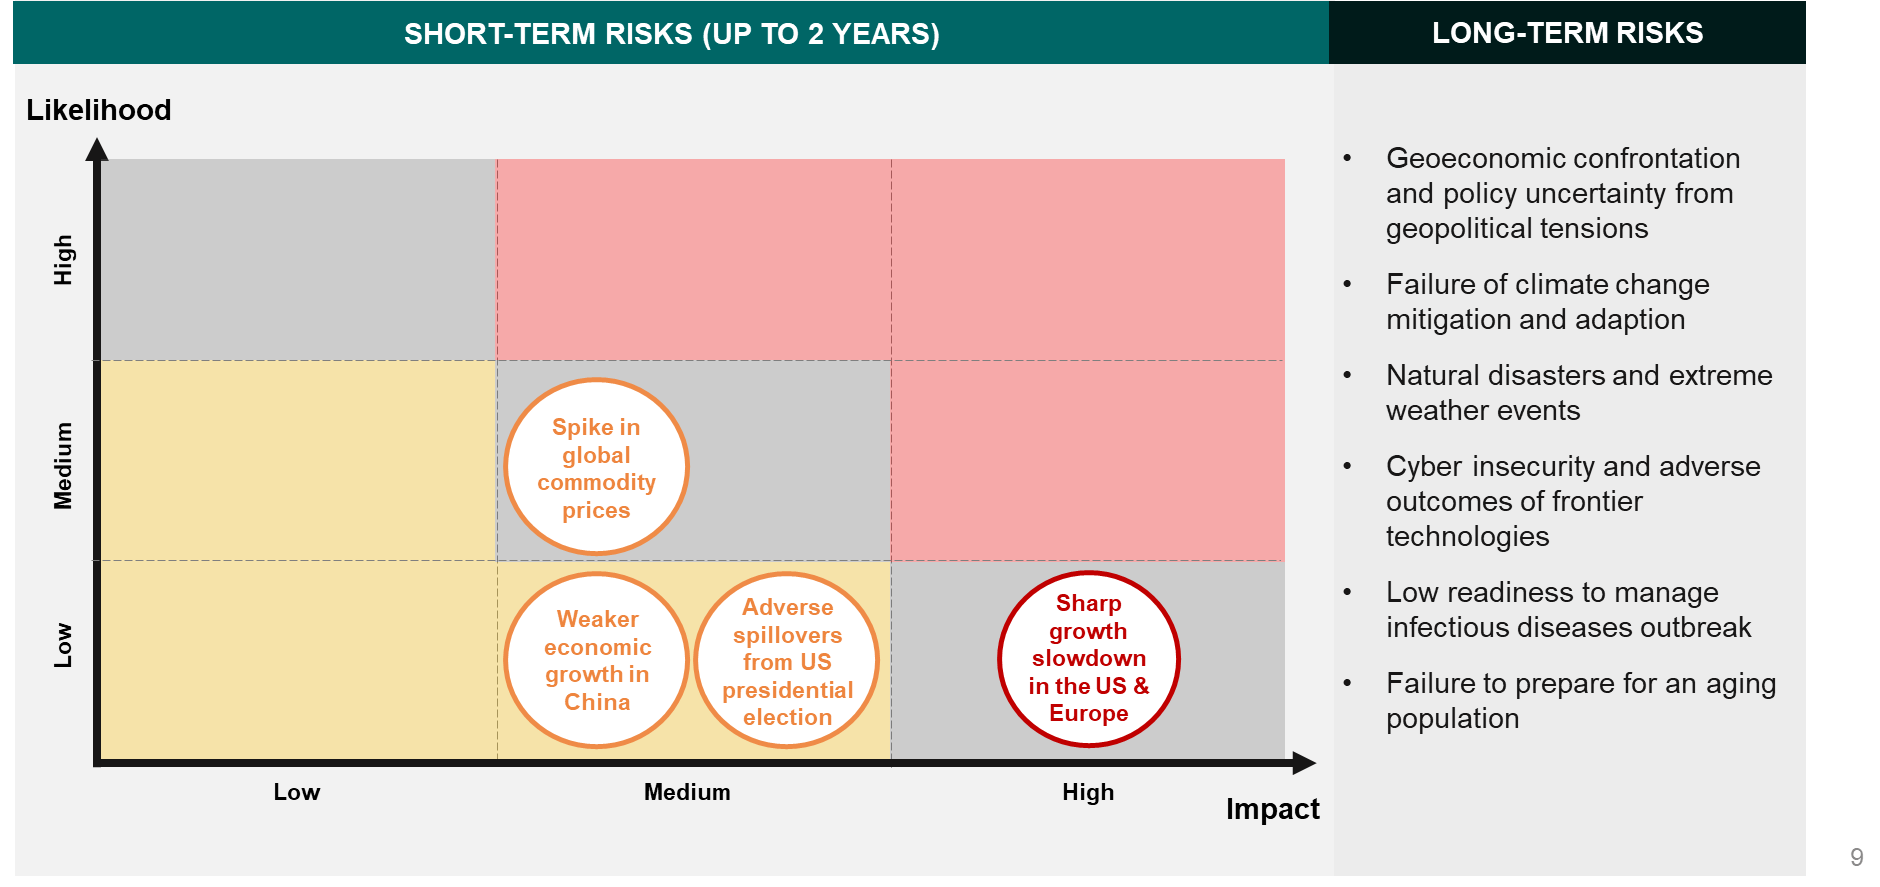 SHORT-TERM RISKS (UP TO 2 YEARS)
LONG-TERM RISKS
Likelihood
High
Medium
Low
Spike in
global
commodity
prices
Weaker
economic
growth in
China
Adverse
spillovers
from US
presidential
election
Sharp
growth
slowdown
in the US &
Europe
Low
Medium
High
Impact
• Geoeconomic confrontation
and policy uncertainty from
geopolitical tensions
• Failure of climate change
mitigation and adaption
• Natural disasters and extreme
weather events
• Cyber insecurity and adverse
outcomes of frontier
technologies
• Low readiness to manage
infectious diseases outbreak
• Failure to prepare for an aging
population
9